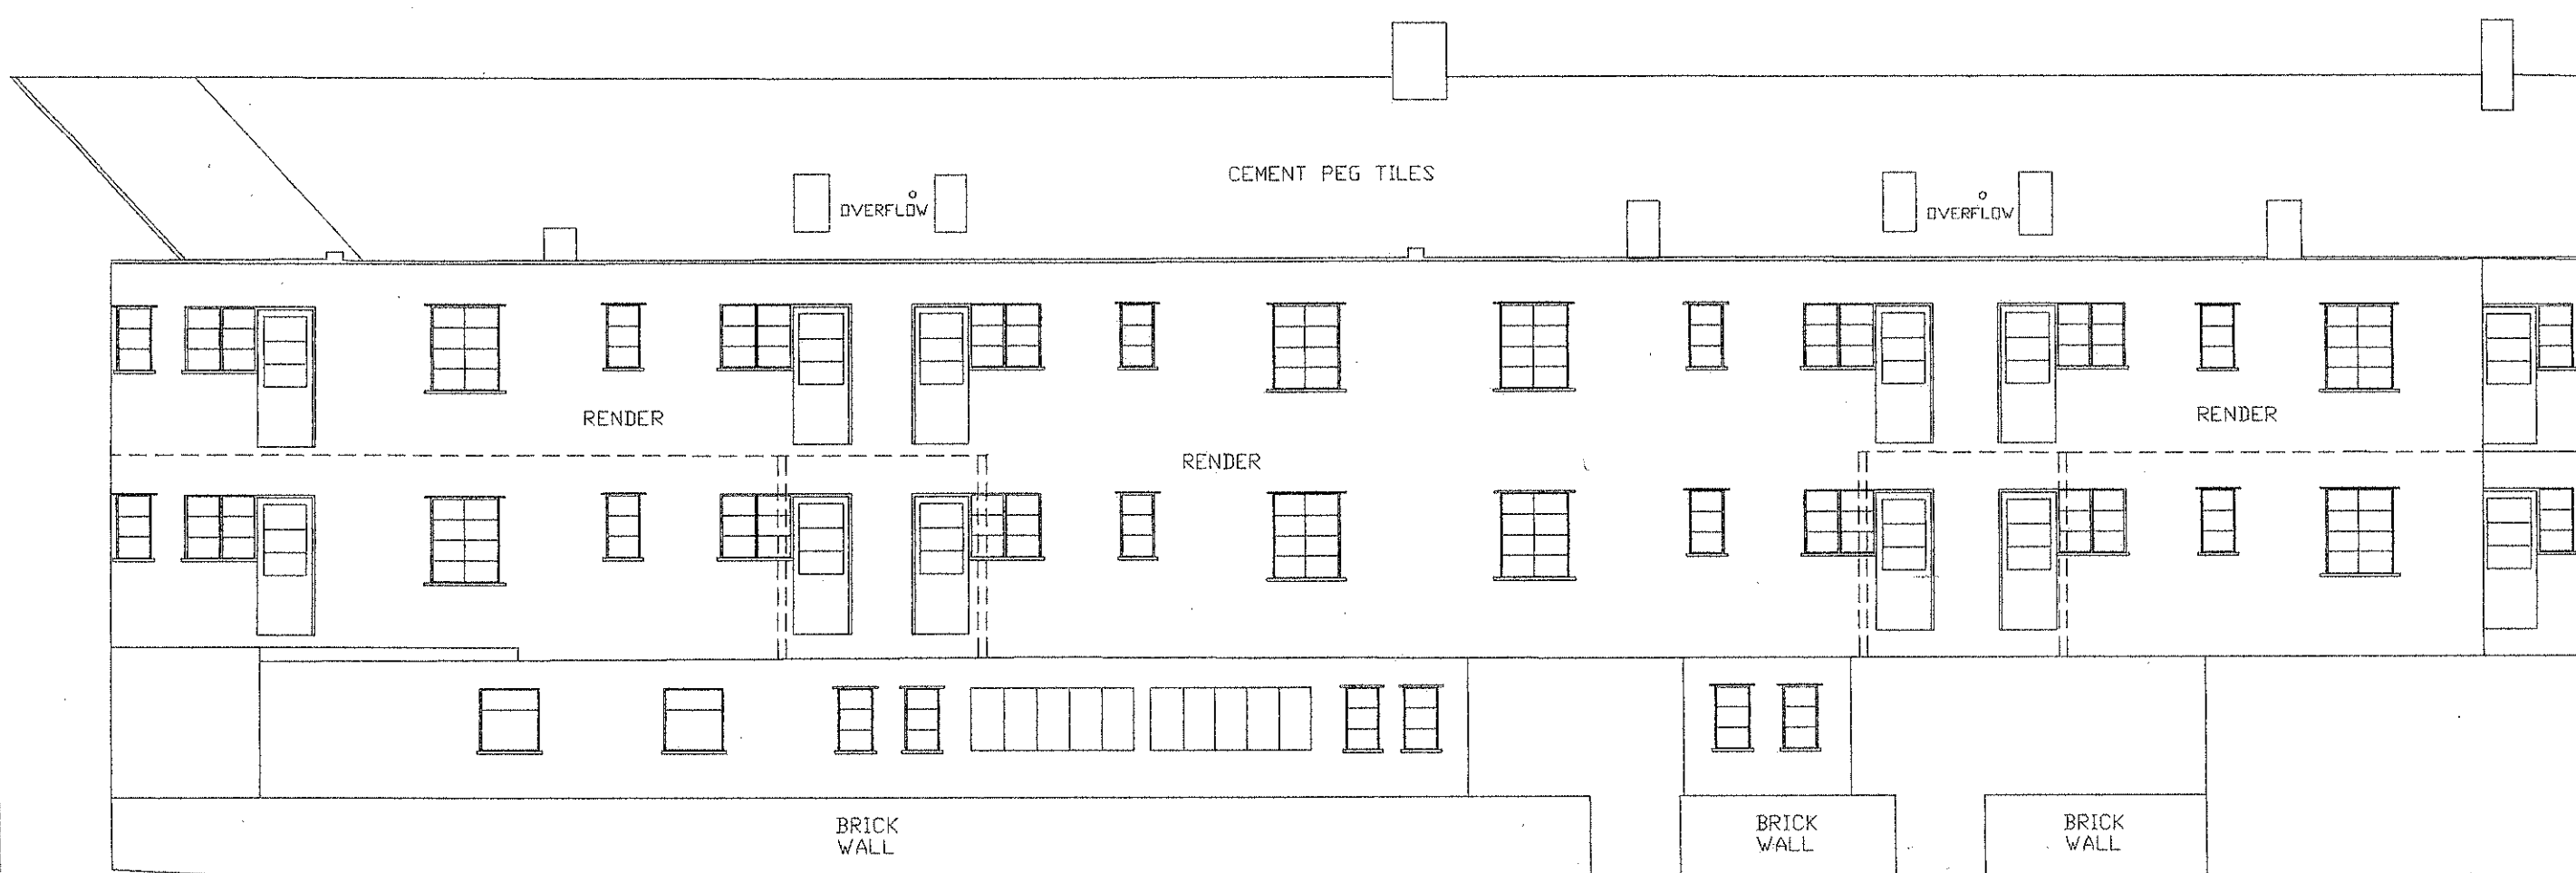 CEMENT PEG TILES
OVERFLOW
OVERFLOW
RENDER
RENDER
RENDER
BRICK
WALL
BRICK
WALL
BRICK
WALL